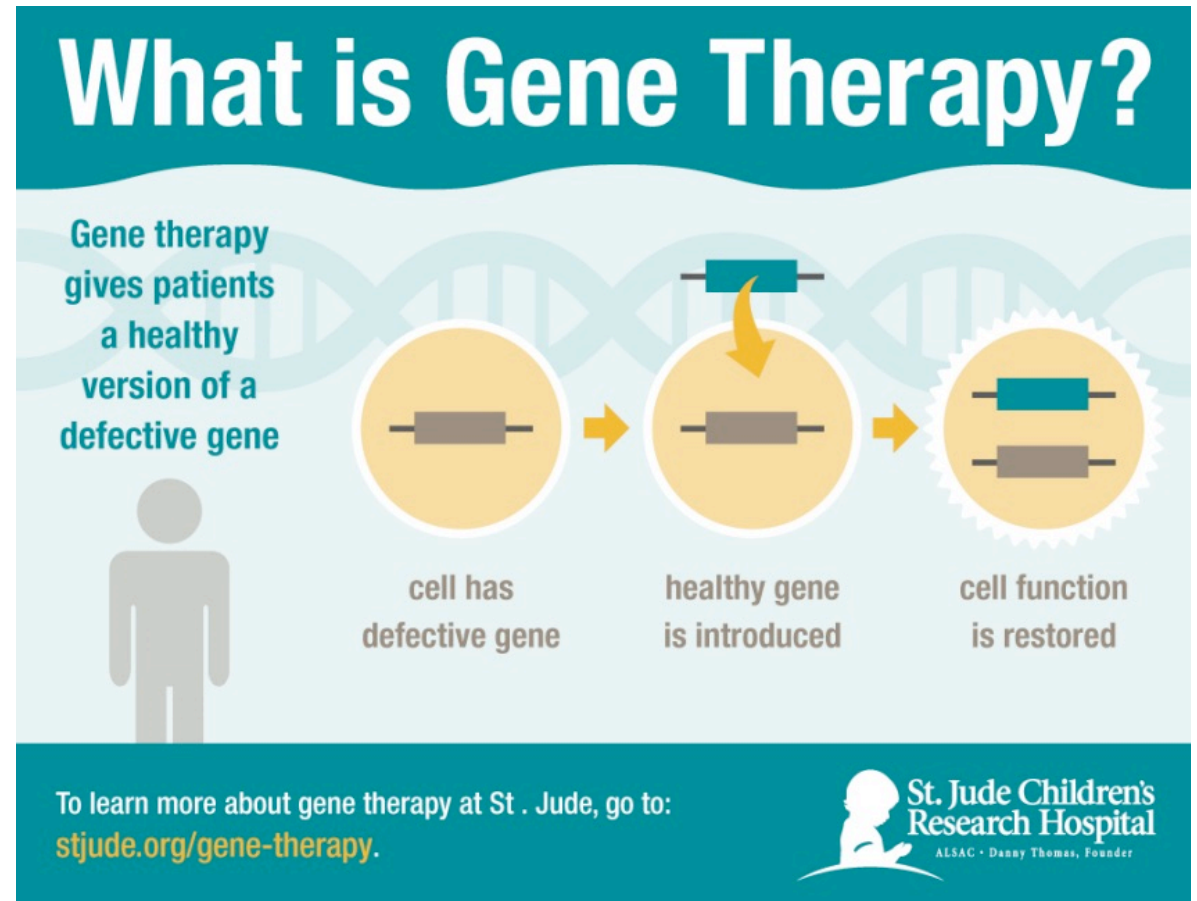 What is Gene Therapy?
Gene therapy
gives patients
a healthy
version of a
defective gene
cell has
defective gene
healthy gene
is introduced
cell function
is restored
To learn more about gene therapy at St . Jude, go to:
stjude.org/gene-therapy.
St. Jude Children's
Research Hospital
ALSAC • Danny Thomas, Founder